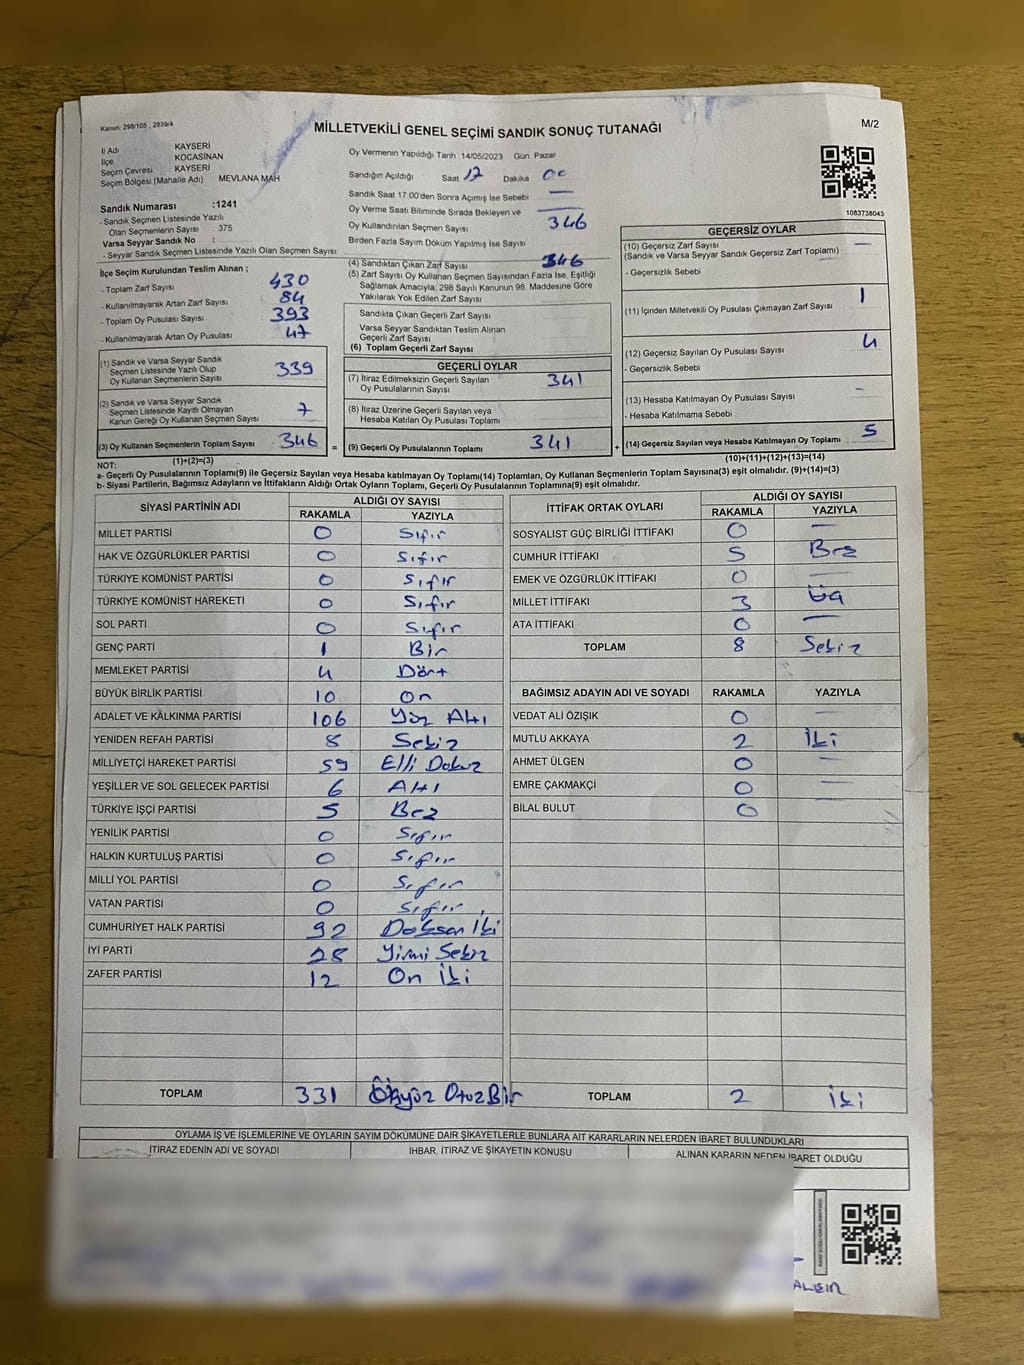 Kanun: 298/105 , 2839/4
MİLLETVEKİLİ GENEL SEÇİMİ SANDIK SONUÇ TUTANAĞI
M/2
İl Adı KAYSERİ
İlçe KOCASİNAN
Seçim Çevresi KAYSERİ
Seçim Bölgesi (Mahalle Adı) MEVLANA MAH
Sandık Numarası :1241
- Sandık Seçmen Listesinde Yazılı
Olan Seçmenlerin Sayısı 375
Varsa Seyyar Sandık No :
- Seyyar Sandık Seçmen Listesinde Yazılı Olan Seçmen Sayısı :
Oy Vermenin Yapıldığı Tarih 14/05/2023 Gün: Pazar
Sandığın Açıldığı Saat 17 Dakika 00
Sandık Saat 17.00'den Sonra Açımış İse Sebebi —
Oy Verme Saati Bitiminde Sırada Bekleyen ve —
Oy Kullandırılan Seçmen Sayısı 346
Birden Fazla Sayım Döküm Yapılmış İse Sayısı
1083738043
İlçe Seçim Kurulundan Teslim Alınan ;
- Toplam Zarf Sayısı 430
- Kullanılmayarak Artan Zarf Sayısı 84
- Toplam Oy Pusulası Sayısı 393
- Kullanılmayarak Artan Oy Pusulası 47
(4) Sandıktan Çıkan Zarf Sayısı 346
(5) Zarf Sayısı Oy Kullanan Seçmen Sayısından Fazla İse, Eşitliği
Sağlamak Amacıyla, 298 Sayılı Kanunun 98. Maddesine Göre
Yakılarak Yok Edilen Zarf Sayısı
Sandıkta Çıkan Geçerli Zarf Sayısı
Varsa Seyyar Sandıktan Teslim Alınan
Geçerli Zarf Sayısı
(6) Toplam Geçerli Zarf Sayısı
GEÇERSİZ OYLAR
(10) Geçersiz Zarf Sayısı —
(Sandık ve Varsa Seyyar Sandık Geçersiz Zarf Toplamı)
- Geçersizlik Sebebi
(11) İçinden Milletvekili Oy Pusulası Çıkmayan Zarf Sayısı 1
(12) Geçersiz Sayılan Oy Pusulası Sayısı 4
- Geçersizlik Sebebi
(13) Hesaba Katılmayan Oy Pusulası Sayısı -
- Hesaba Katılmama Sebebi
(14) Geçersiz Sayılan veya Hesaba Katılmayan Oy Toplamı 5
(10)+(11)+(12)+(13)=(14)
(1) Sandık ve Varsa Seyyar Sandık
Seçmen Listesinde Yazılı Olup
Oy Kullanan Seçmenlerin Sayısı 339
(2) Sandık ve Varsa Seyyar Sandık
Seçmen Listesinde Kayıtlı Olmayan
Kanun Gereği Oy Kullanan Seçmen Sayısı 7
(3) Oy Kullanan Seçmenlerin Toplam Sayısı 346 =
(1)+(2)=(3)
GEÇERLİ OYLAR
(7) İtiraz Edilmeksizin Geçerli Sayılan
Oy Pusulalarının Sayısı 341
(8) İtiraz Üzerine Geçerli Sayılan veya
Hesaba Katılan Oy Pusulası Toplamı
(9) Geçerli Oy Pusulalarının Toplamı 341 +
NOT:
a- Geçerli Oy Pusulalarının Toplamı(9) ile Geçersiz Sayılan veya Hesaba katılmayan Oy Toplamı(14) Toplamları, Oy Kullanan Seçmenlerin Toplam Sayısına(3) eşit olmalıdır. (9)+(14)=(3)
b- Siyasi Partilerin, Bağımsız Adayların ve İttifakların Aldığı Ortak Oyların Toplamı, Geçerli Oy Pusulalarının Toplamına(9) eşit olmalıdır.
SİYASİ PARTİNİN ADI ALDIĞI OY SAYISI
RAKAMLA YAZIYLA
MİLLET PARTİSİ 0 Sıfır
HAK VE ÖZGÜRLÜKLER PARTİSİ 0 Sıfır
TÜRKİYE KOMÜNİST PARTİSİ 0 Sıfır
TÜRKİYE KOMÜNİST HAREKETİ 0 Sıfır
SOL PARTİ 0 Sıfır
GENÇ PARTİ 1 Bir
MEMLEKET PARTİSİ 4 Dört
BÜYÜK BİRLİK PARTİSİ 10 On
ADALET VE KALKINMA PARTİSİ 106 Yüz Altı
YENİDEN REFAH PARTİSİ 8 Sekiz
MİLLİYETÇİ HAREKET PARTİSİ 59 Elli Dokuz
YEŞİLLER VE SOL GELECEK PARTİSİ 6 Altı
TÜRKİYE İŞÇİ PARTİSİ 5 Beş
YENİLİK PARTİSİ 0 Sıfır
HALKIN KURTULUŞ PARTİSİ 0 Sıfır
MİLLİ YOL PARTİSİ 0 Sıfır
VATAN PARTİSİ 0 Sıfır
CUMHURİYET HALK PARTİSİ 92 Doksan İki
İYİ PARTİ 28 Yirmi Sekiz
ZAFER PARTİSİ 12 On İki
TOPLAM 331 Üçyüz Otuz Bir
İTTİFAK ORTAK OYLARI ALDIĞI OY SAYISI
RAKAMLA YAZIYLA
SOSYALİST GÜÇ BİRLİĞİ İTTİFAKI 0 —
CUMHUR İTTİFAKI 5 Beş
EMEK VE ÖZGÜRLÜK İTTİFAKI 0 —
MİLLET İTTİFAKI 3 Üç
ATA İTTİFAKI 0 —
TOPLAM 8 Sekiz
BAĞIMSIZ ADAYIN ADI VE SOYADI RAKAMLA YAZIYLA
VEDAT ALİ ÖZIŞIK 0 —
MUTLU AKKAYA 2 İki
AHMET ÜLGEN 0 —
EMRE ÇAKMAKÇİ 0 —
BİLAL BULUT 0
TOPLAM 2 İki
OYLAMA İŞ VE İŞLEMLERİNE VE OYLARIN SAYIM DÖKÜMÜNE DAİR ŞİKAYETLERLE BUNLARA AİT KARARLARIN NELERDEN İBARET BULUNDUKLARI
İTİRAZ EDENİN ADI VE SOYADI İHBAR, İTİRAZ VE ŞİKAYETİN KONUSU ALINAN KARARIN NEDEN İBARET OLDUĞU